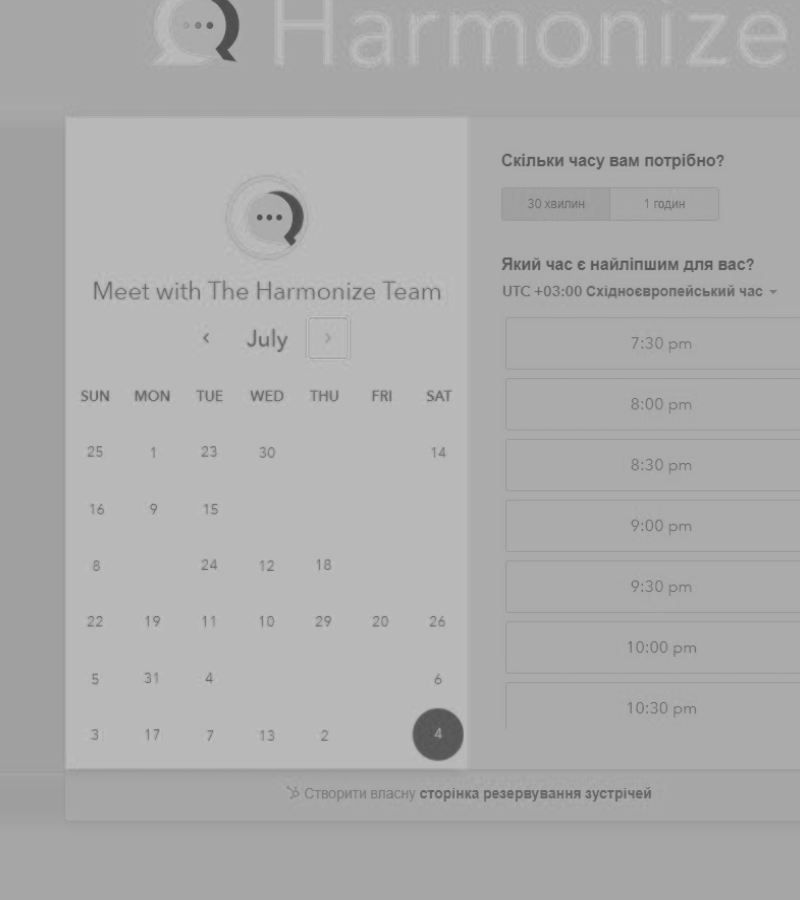 Harmonize
Meet with The Harmonize Team
July
SUN MON TUE WED THU FRI SAT
25 1 23 30 14
16 9 15
8 24 12 18
22 19 11 10 29 20 26
5 31 4 6
3 17 7 13 2 4
Скільки часу вам потрібно?
30 хвилин 1 годин
Який час є найліпшим для вас?
UTC +03:00 Східноєвропейський час
7:30 pm
8:00 pm
8:30 pm
9:00 pm
9:30 pm
10:00 pm
10:30 pm
Створити власну сторінка резервування зустрічей